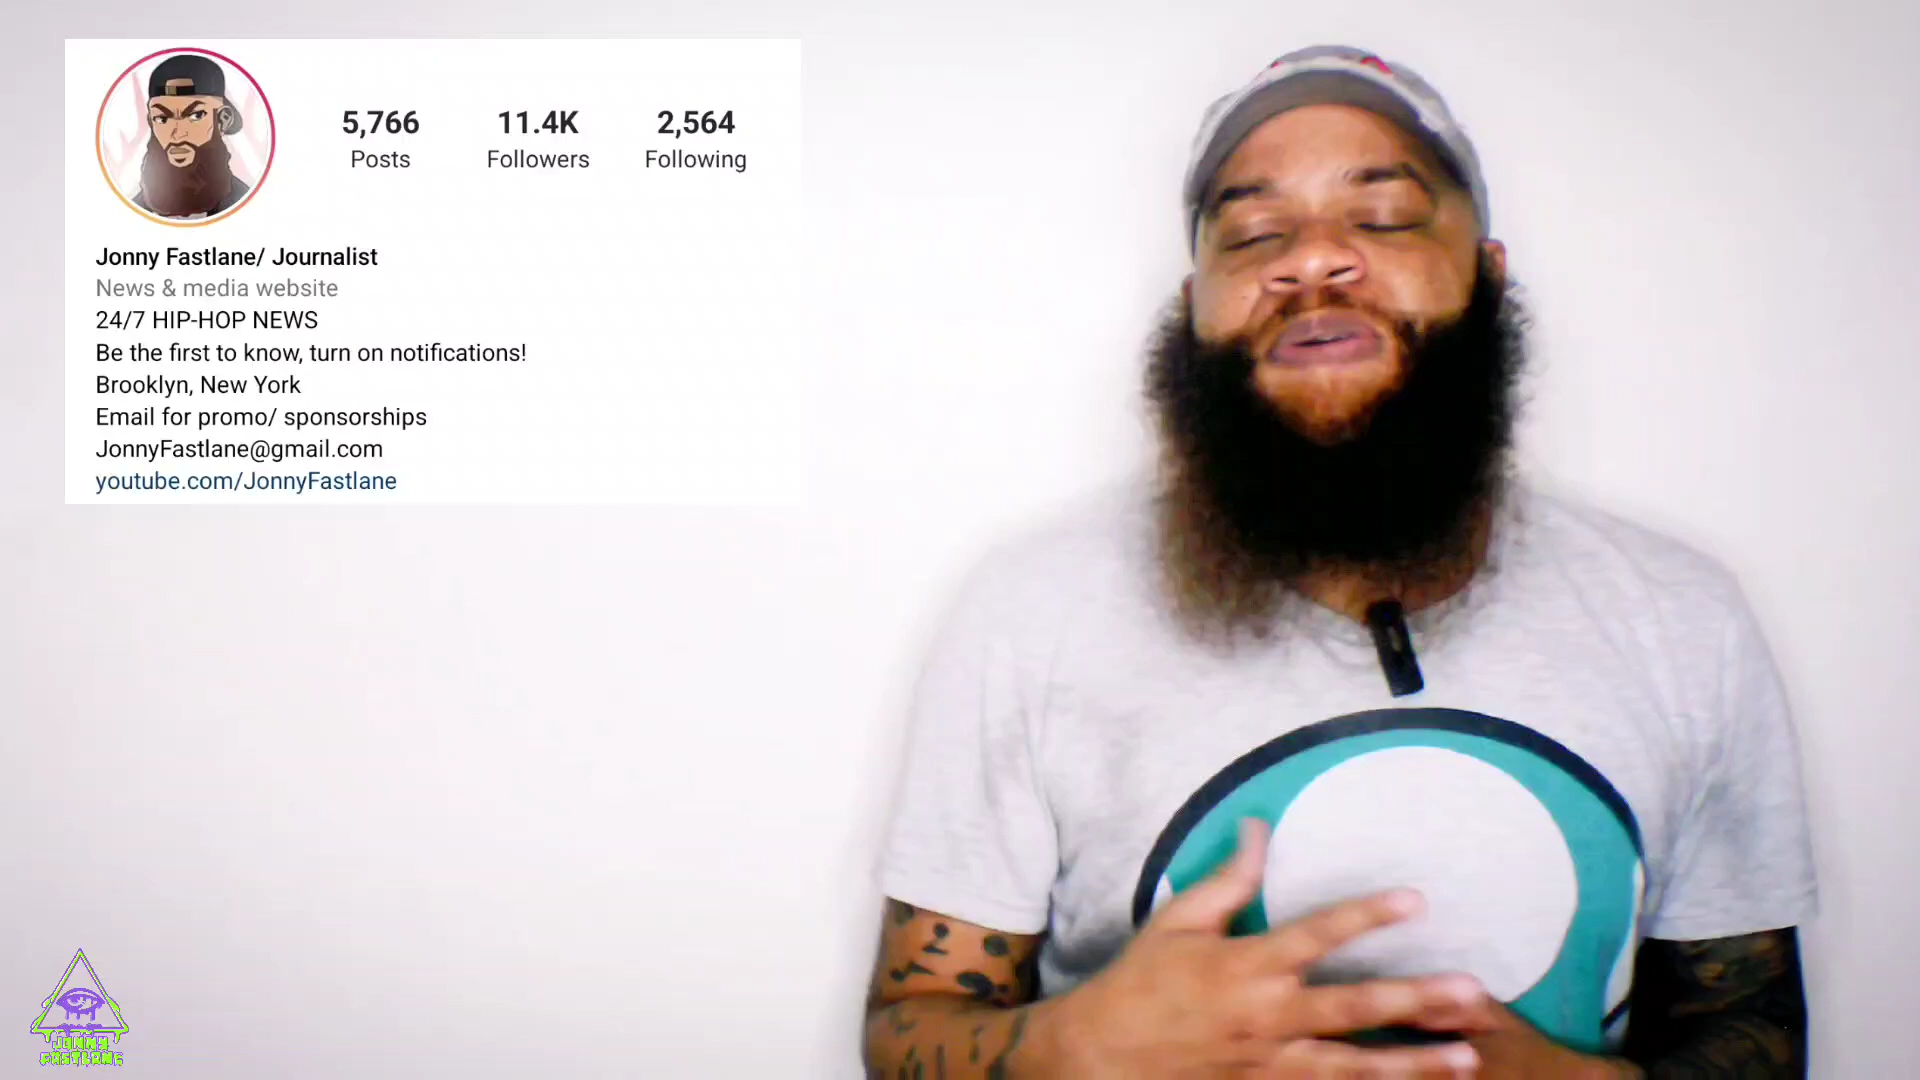 5,766 11.4K 2,564
Posts Followers Following
Jonny Fastlane/ Journalist
News & media website
24/7 HIP-HOP NEWS
Be the first to know, turn on notifications!
Brooklyn, New York
Email for promo/ sponsorships
JonnyFastlane@gmail.com
youtube.com/JonnyFastlane
JONNY
FASTLANE